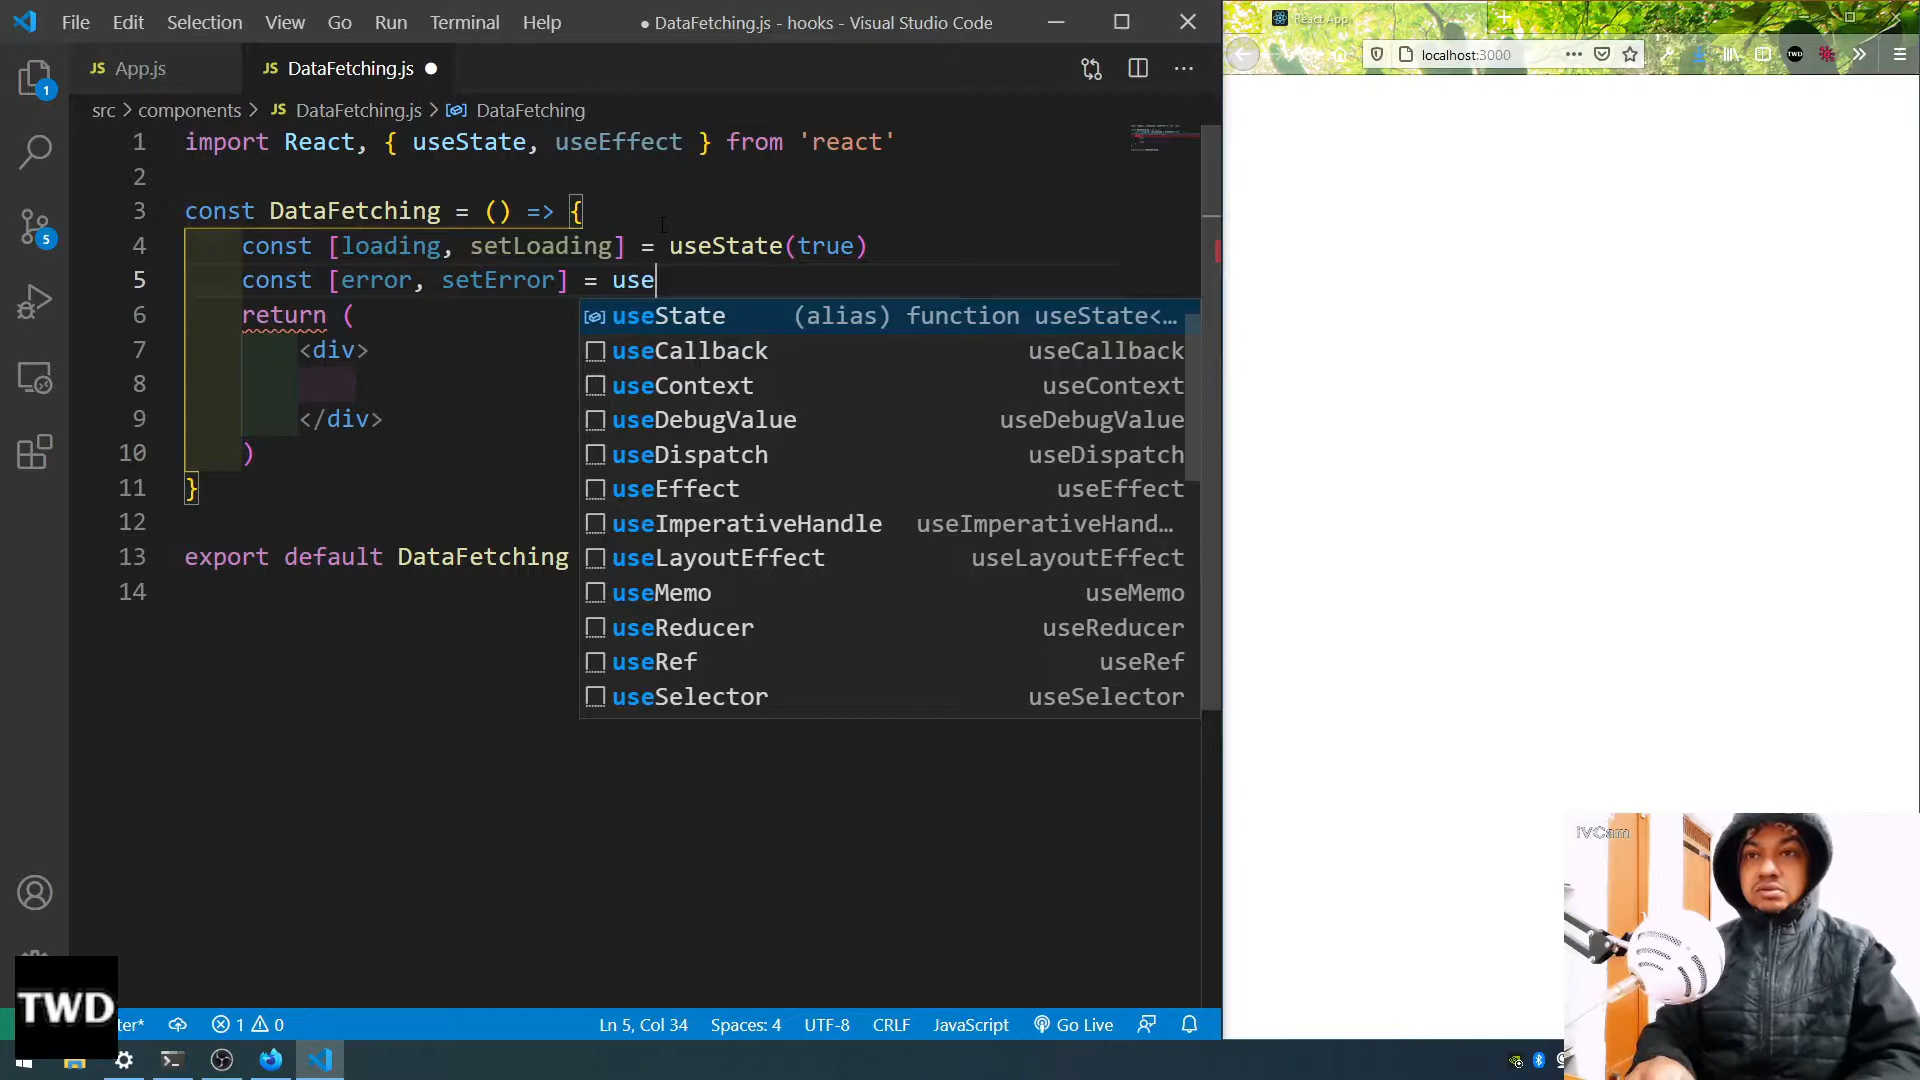 File Edit Selection View Go Run Terminal Help
● DataFetching.js - hooks - Visual Studio Code
JS App.js
JS DataFetching.js ●
src > components > JS DataFetching.js > DataFetching
1 import React, { useState, useEffect } from 'react'
2
3 const DataFetching = () => {
4 const [loading, setLoading] = useState(true)
5 const [error, setError] = use
6 return (
7 <div>
8
9 </div>
10 )
11 }
12
13 export default DataFetching
14
useState (alias) function useState<…
useCallback useCallback
useContext useContext
useDebugValue useDebugValue
useDispatch useDispatch
useEffect useEffect
useImperativeHandle useImperativeHand…
useLayoutEffect useLayoutEffect
useMemo useMemo
useReducer useReducer
useRef useRef
useSelector useSelector
1
5
TWD
ter*
1 0
Ln 5, Col 34 Spaces: 4 UTF-8 CRLF JavaScript Go Live
React App
localhost:3000
TWD
iVCam